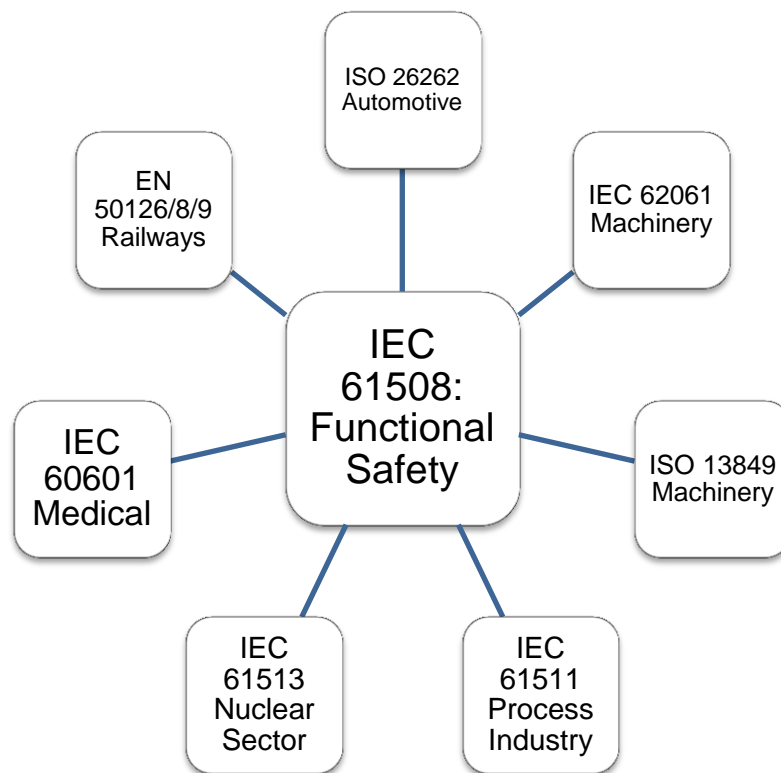 ISO 26262
Automotive
EN
50126/8/9
Railways
IEC 62061
Machinery
IEC
61508:
Functional
Safety
IEC
60601
Medical
ISO 13849
Machinery
IEC
61513
Nuclear
Sector
IEC
61511
Process
Industry